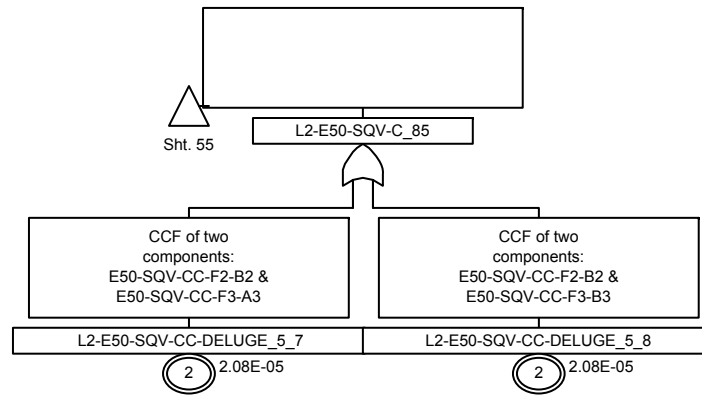 Sht. 55
L2-E50-SQV-C_85
CCF of two
components:
E50-SQV-CC-F2-B2 &
E50-SQV-CC-F3-A3
L2-E50-SQV-CC-DELUGE_5_7
2
2.08E-05
CCF of two
components:
E50-SQV-CC-F2-B2 &
E50-SQV-CC-F3-B3
L2-E50-SQV-CC-DELUGE_5_8
2
2.08E-05